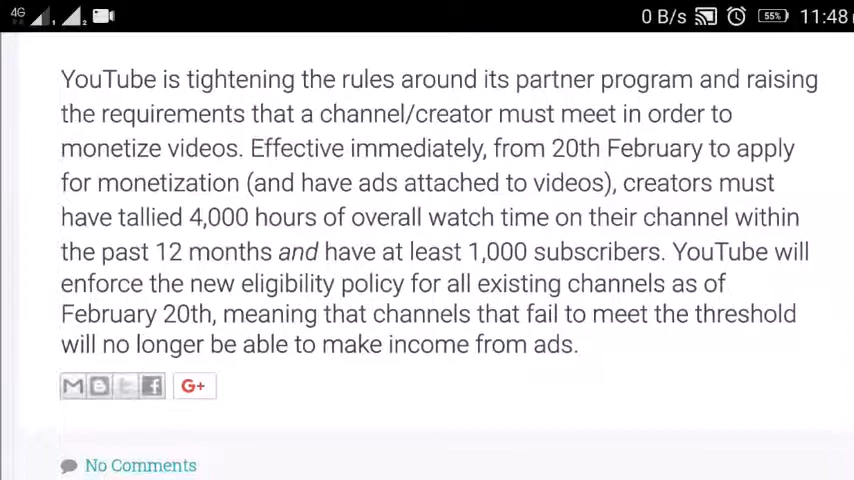 4G 1 2 0 B/s 55% 11:48
YouTube is tightening the rules around its partner program and raising
the requirements that a channel/creator must meet in order to
monetize videos. Effective immediately, from 20th February to apply
for monetization (and have ads attached to videos), creators must
have tallied 4,000 hours of overall watch time on their channel within
the past 12 months and have at least 1,000 subscribers. YouTube will
enforce the new eligibility policy for all existing channels as of
February 20th, meaning that channels that fail to meet the threshold
will no longer be able to make income from ads.
G+
No Comments